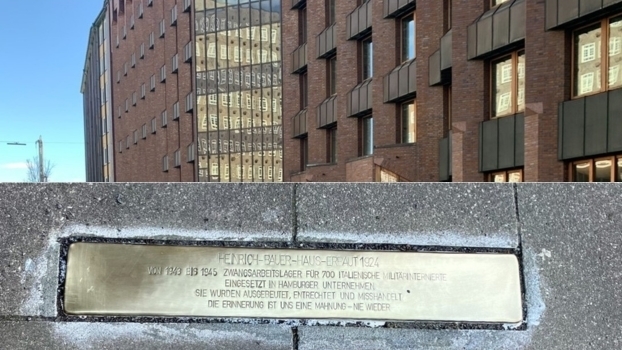 HEINRICH-BAUER-HAUS-ERBAUT 1924
VON 1943 BIS 1945 ZWANGSARBEITSLAGER FÜR 700 ITALIENISCHE MILITÄRINTERNIERTE
EINGESETZT IN HAMBURGER UNTERNEHMEN.
SIE WURDEN AUSGEBEUTET, ENTRECHTET UND MISSHANDELT.
DIE ERINNERUNG IST UNS EINE MAHNUNG - NIE WIEDER